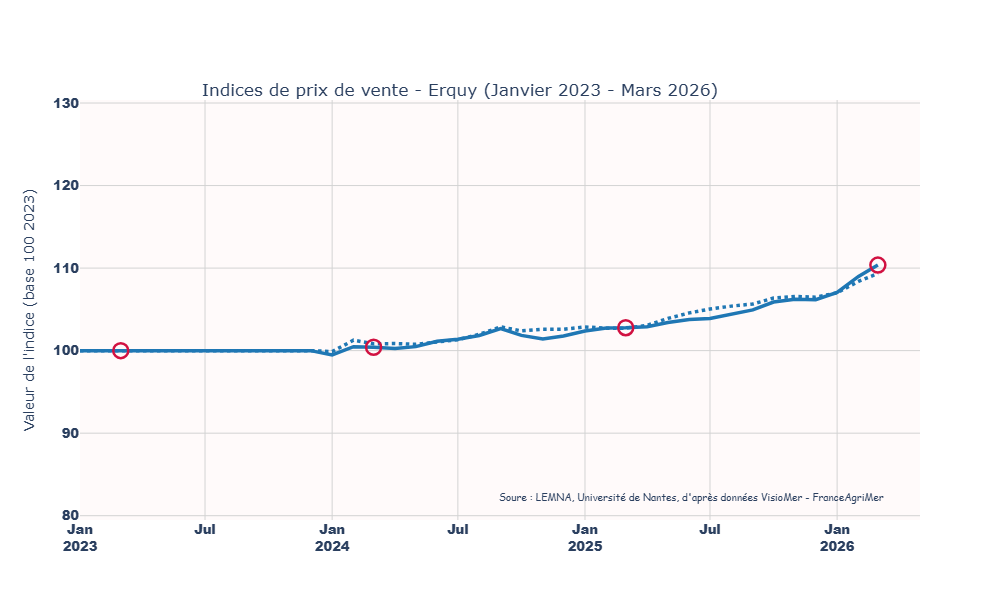 Indices de prix de vente - Erquy (Janvier 2023 - Mars 2026)
Valeur de l'indice (base 100 2023)
130
120
110
100
90
80
Soure : LEMNA, Université de Nantes, d'après données VisioMer - FranceAgriMer
Jan Jul Jan Jul Jan Jul Jan
2023 2024 2025 2026